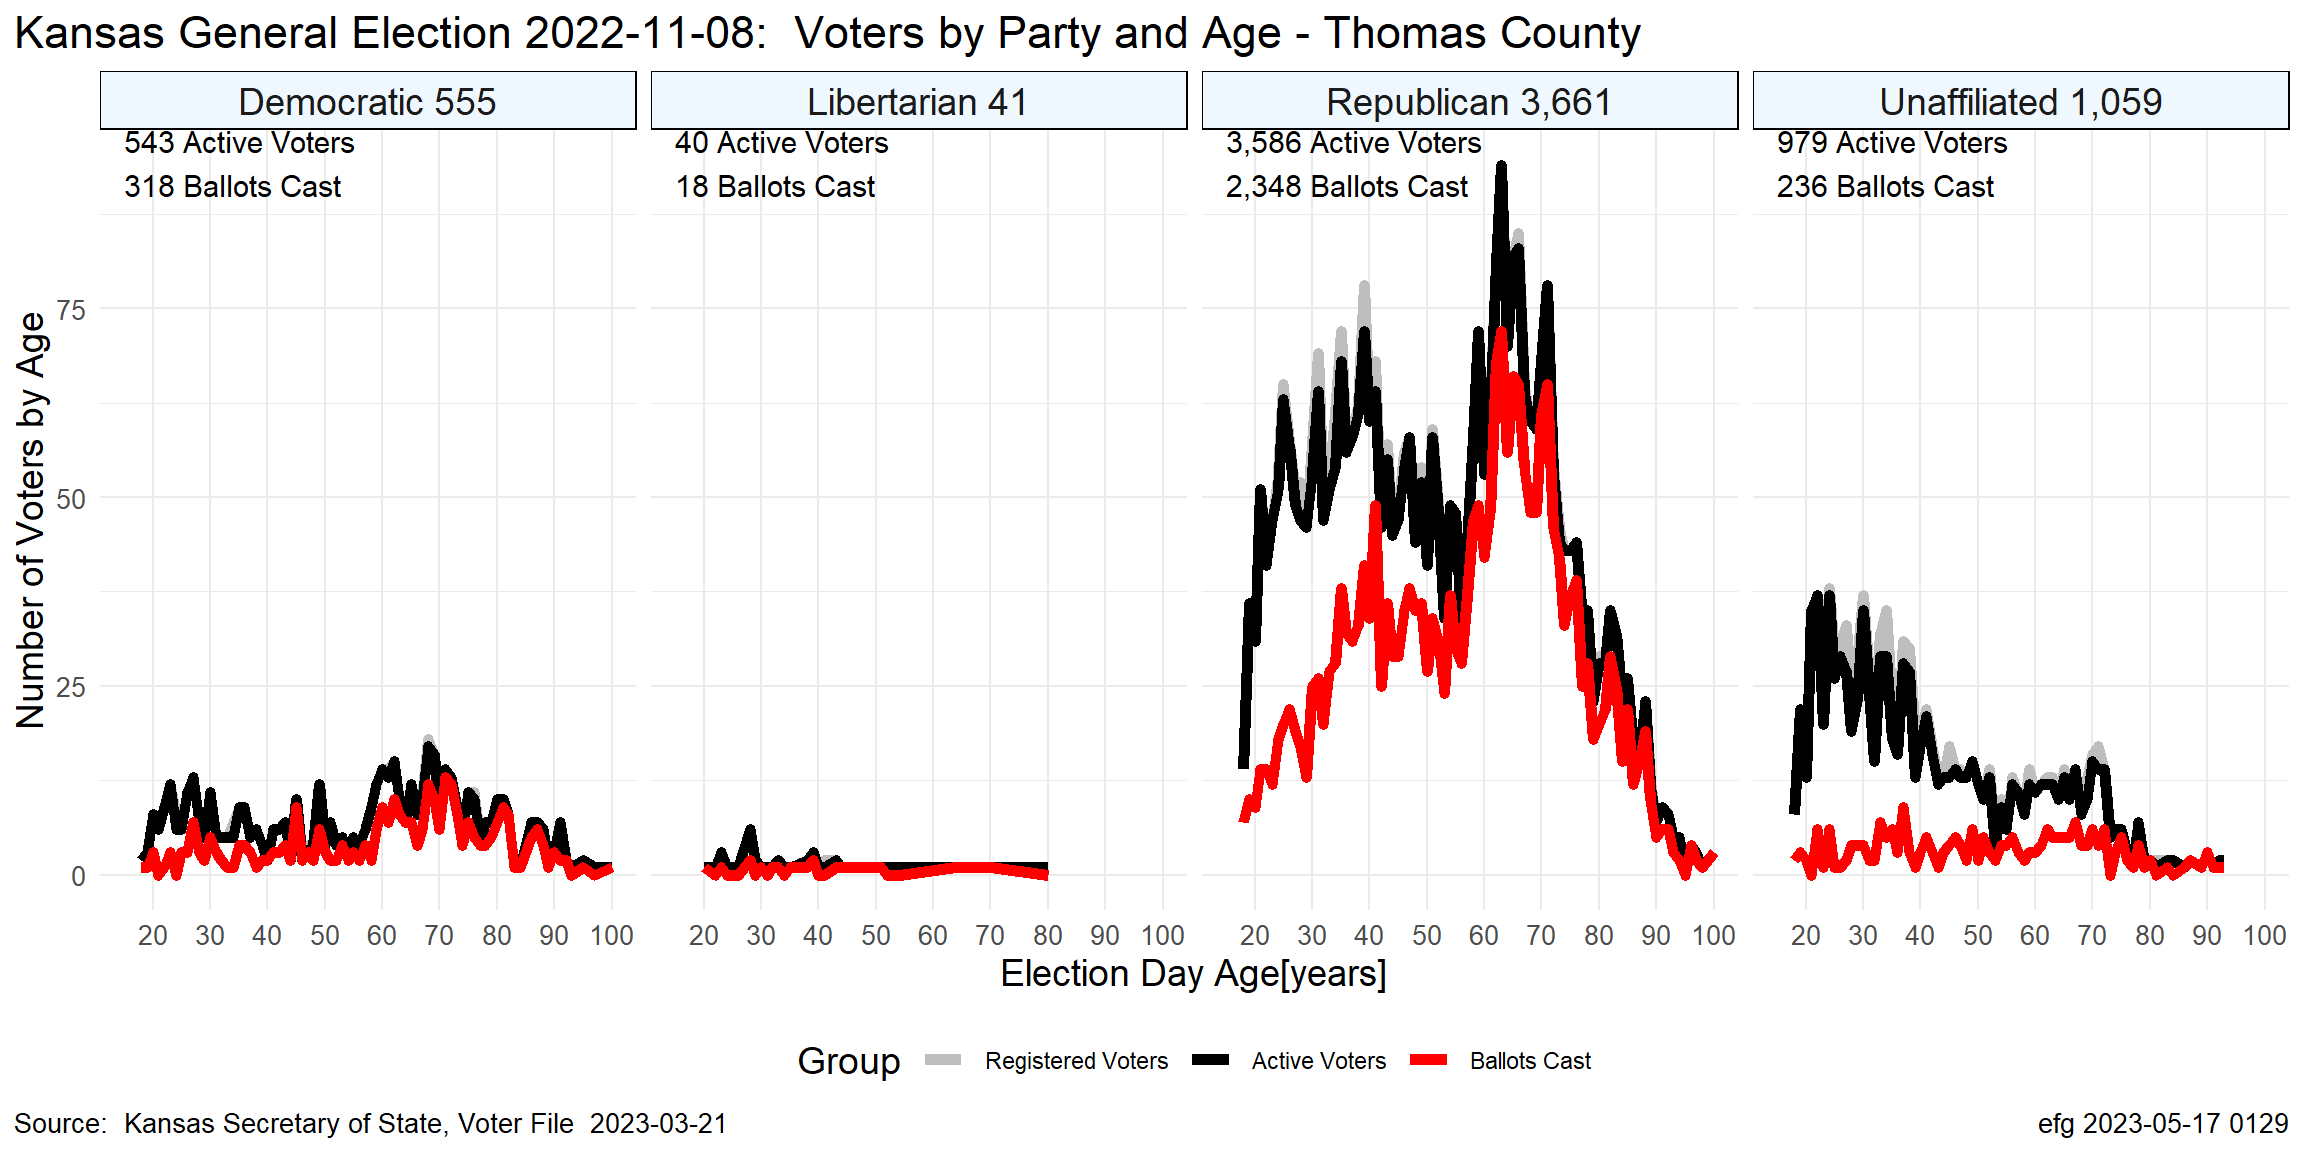 Kansas General Election 2022-11-08:  Voters by Party and Age - Thomas County
Democratic 555
Libertarian 41
Republican 3,661
Unaffiliated 1,059
543 Active Voters
318 Ballots Cast
40 Active Voters
18 Ballots Cast
3,586 Active Voters
2,348 Ballots Cast
979 Active Voters
236 Ballots Cast
Number of Voters by Age
75
50
25
0
20 30 40 50 60 70 80 90 100
20 30 40 50 60 70 80 90 100
20 30 40 50 60 70 80 90 100
20 30 40 50 60 70 80 90 100
Election Day Age[years]
Group Registered Voters Active Voters Ballots Cast
Source:  Kansas Secretary of State, Voter File  2023-03-21
efg 2023-05-17 0129